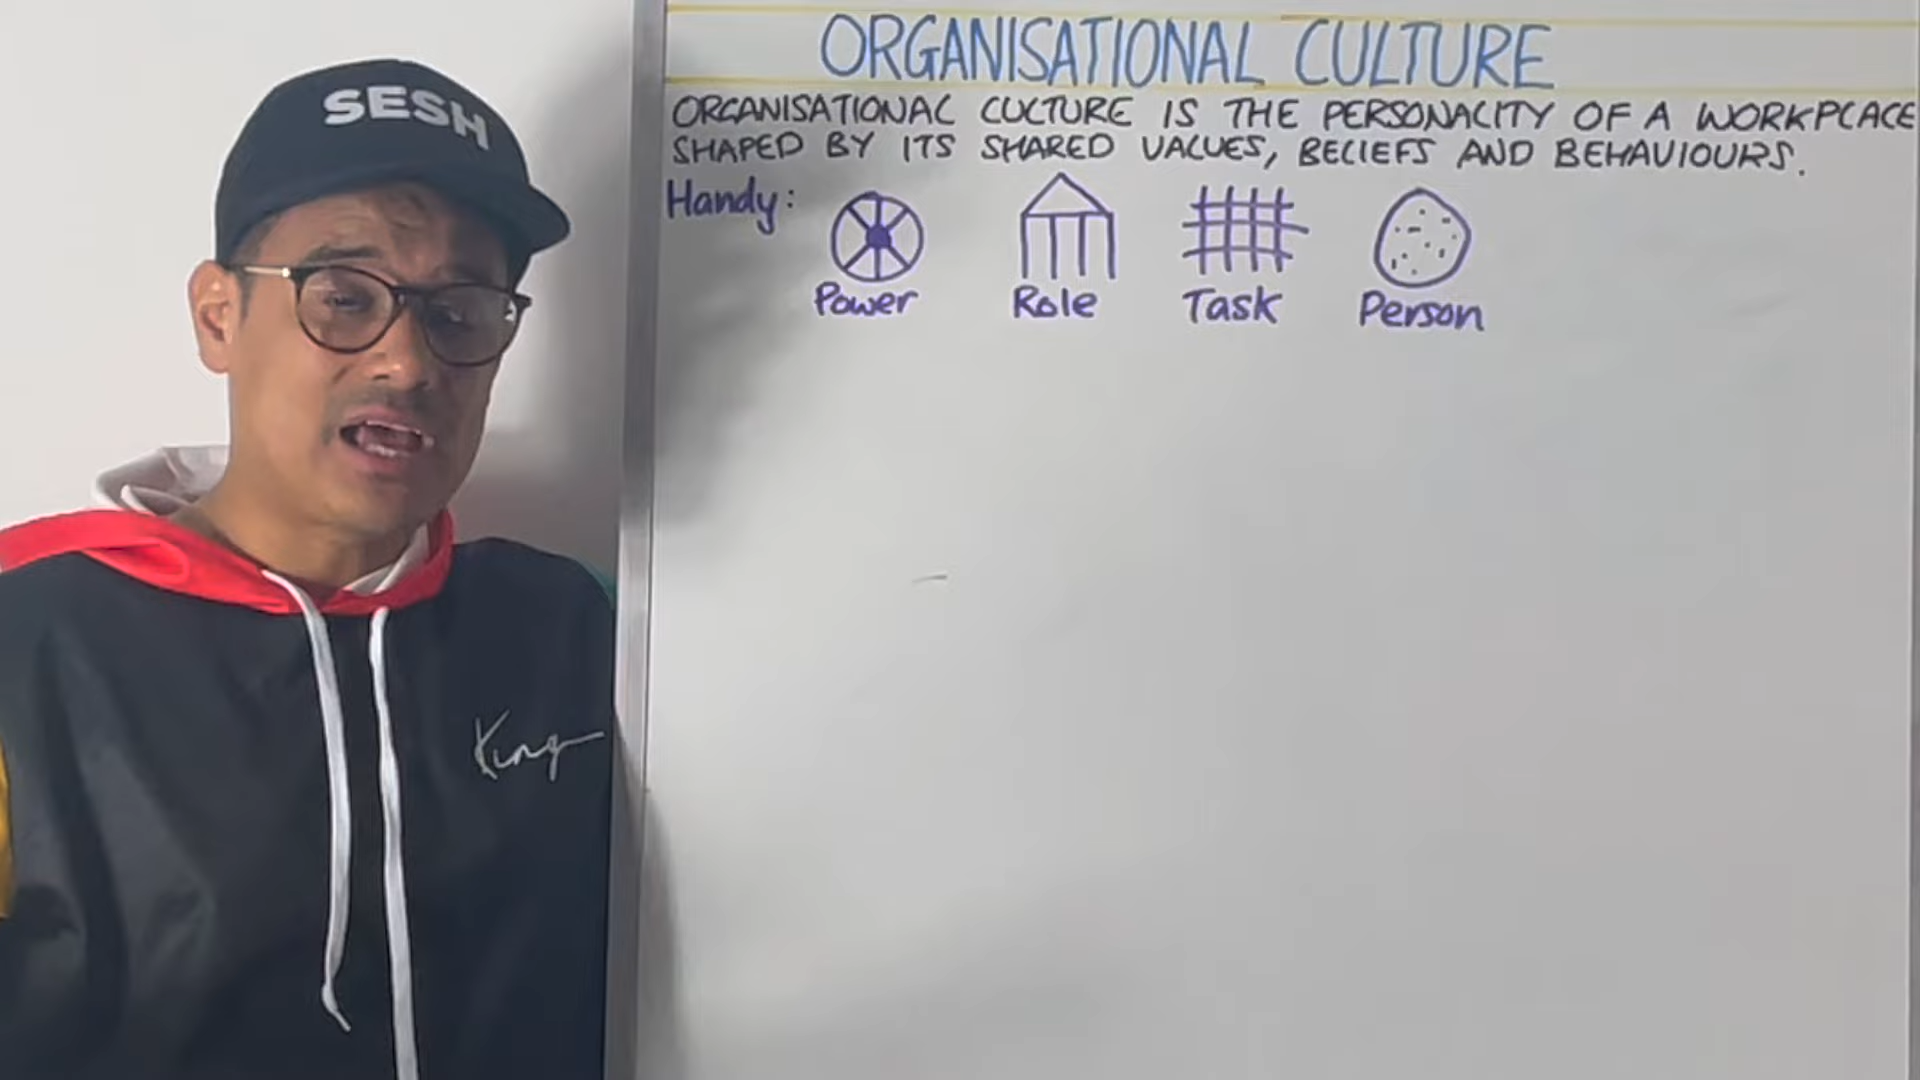 SESH
King
ORGANISATIONAL CULTURE
ORGANISATIONAL CULTURE IS THE PERSONALITY OF A WORKPLACE
SHAPED BY ITS SHARED VALUES, BELIEFS AND BEHAVIOURS.
Handy:
Power Role Task Person